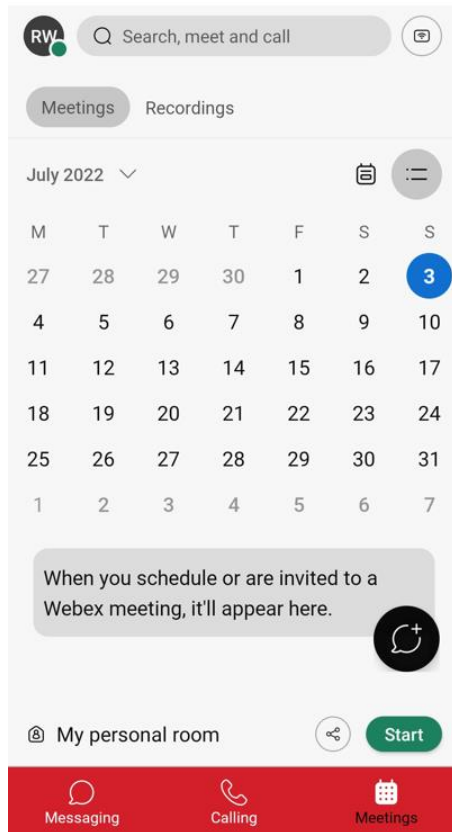 RW
Search, meet and call
Meetings Recordings
July 2022
M T W T F S S
27 28 29 30 1 2 3
4 5 6 7 8 9 10
11 12 13 14 15 16 17
18 19 20 21 22 23 24
25 26 27 28 29 30 31
1 2 3 4 5 6 7
When you schedule or are invited to a
Webex meeting, it'll appear here.
My personal room Start
Messaging Calling Meetings